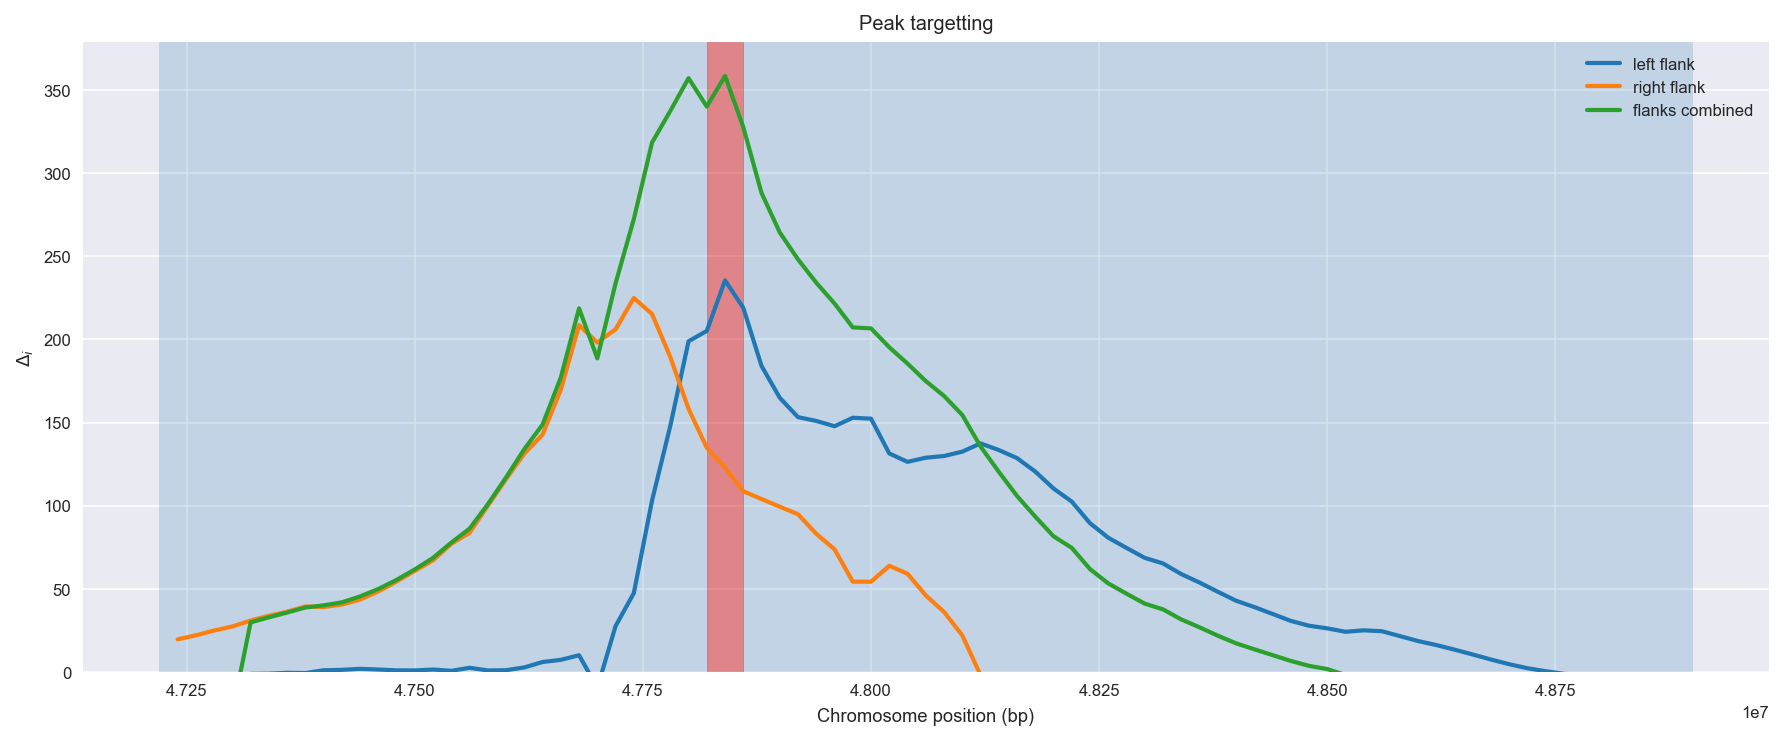 Peak targetting
left flank
right flank
flanks combined
350
300
250
200
150
100
50
0
Δi
4.725
4.750
4.775
4.800
4.825
4.850
4.875
1e7
Chromosome position (bp)